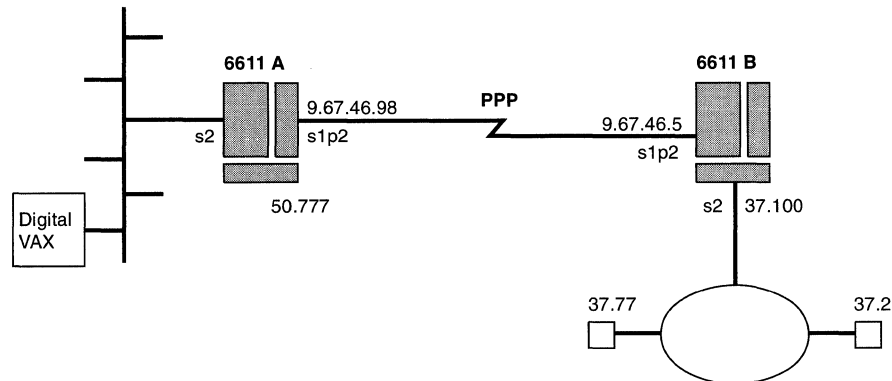 6611 A
6611 B
9.67.46.98
PPP
9.67.46.5
s2
s1p2
s1p2
50.777
s2
37.100
Digital
VAX
37.77
37.2